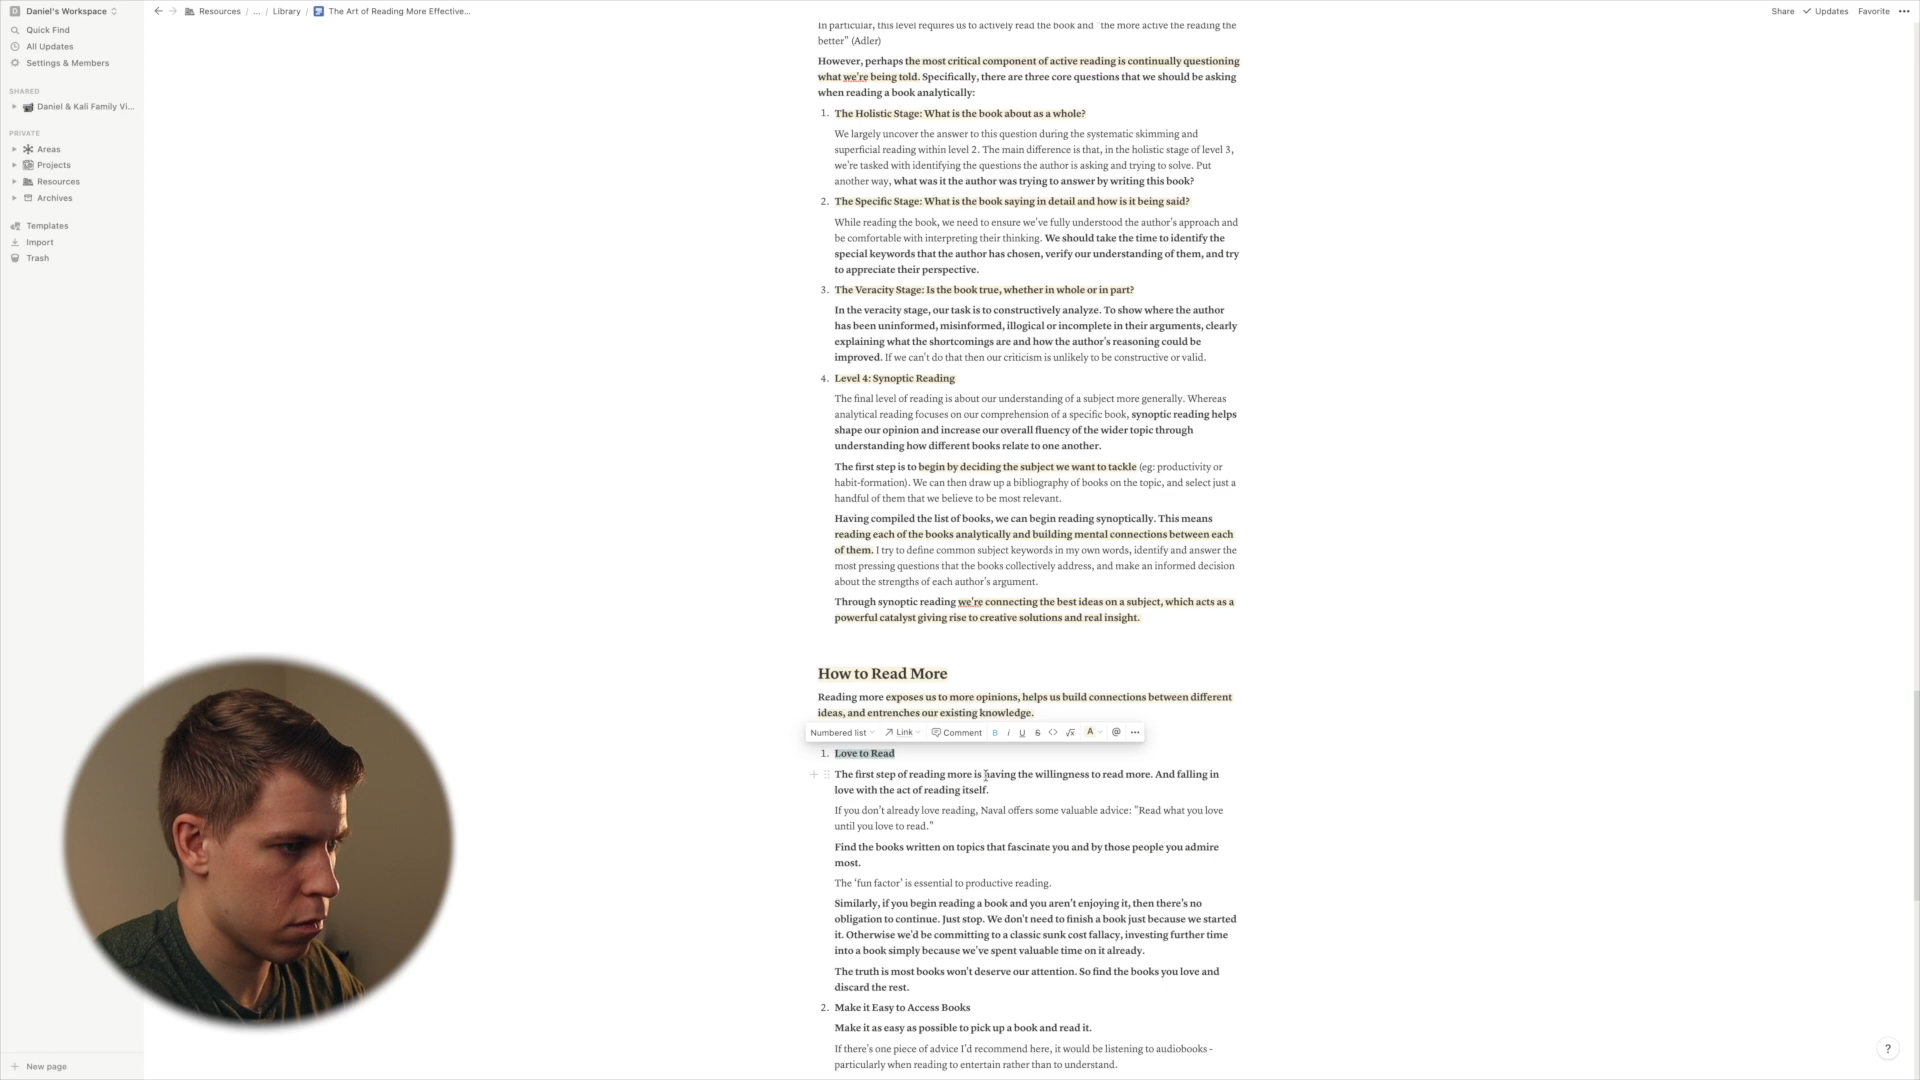 D Daniel's Workspace
Resources / ... / Library / The Art of Reading More Effective...
Share Updates Favorite
Quick Find
All Updates
Settings & Members
SHARED
Daniel & Kali Family Vi...
PRIVATE
Areas
Projects
Resources
Archives
Templates
Import
Trash
New page
In particular, this level requires us to actively read the book and "the more active the reading the
better" (Adler)
However, perhaps the most critical component of active reading is continually questioning
what we're being told. Specifically, there are three core questions that we should be asking
when reading a book analytically:
1. The Holistic Stage: What is the book about as a whole?
We largely uncover the answer to this question during the systematic skimming and
superficial reading within level 2. The main difference is that, in the holistic stage of level 3,
we're tasked with identifying the questions the author is asking and trying to solve. Put
another way, what was it the author was trying to answer by writing this book?
2. The Specific Stage: What is the book saying in detail and how is it being said?
While reading the book, we need to ensure we've fully understood the author's approach and
be comfortable with interpreting their thinking. We should take the time to identify the
special keywords that the author has chosen, verify our understanding of them, and try
to appreciate their perspective.
3. The Veracity Stage: Is the book true, whether in whole or in part?
In the veracity stage, our task is to constructively analyze. To show where the author
has been uninformed, misinformed, illogical or incomplete in their arguments, clearly
explaining what the shortcomings are and how the author's reasoning could be
improved. If we can't do that then our criticism is unlikely to be constructive or valid.
4. Level 4: Synoptic Reading
The final level of reading is about our understanding of a subject more generally. Whereas
analytical reading focuses on our comprehension of a specific book, synoptic reading helps
shape our opinion and increase our overall fluency of the wider topic through
understanding how different books relate to one another.
The first step is to begin by deciding the subject we want to tackle (eg: productivity or
habit-formation). We can then draw up a bibliography of books on the topic, and select just a
handful of them that we believe to be most relevant.
Having compiled the list of books, we can begin reading synoptically. This means
reading each of the books analytically and building mental connections between each
of them. I try to define common subject keywords in my own words, identify and answer the
most pressing questions that the books collectively address, and make an informed decision
about the strengths of each author's argument.
Through synoptic reading we're connecting the best ideas on a subject, which acts as a
powerful catalyst giving rise to creative solutions and real insight.
How to Read More
Reading more exposes us to more opinions, helps us build connections between different
ideas, and entrenches our existing knowledge.
Numbered list Link Comment B i U S <> √x A @ •••
1. Love to Read
The first step of reading more is having the willingness to read more. And falling in
love with the act of reading itself.
If you don't already love reading, Naval offers some valuable advice: "Read what you love
until you love to read."
Find the books written on topics that fascinate you and by those people you admire
most.
The 'fun factor' is essential to productive reading.
Similarly, if you begin reading a book and you aren't enjoying it, then there's no
obligation to continue. Just stop. We don't need to finish a book just because we started
it. Otherwise we'd be committing to a classic sunk cost fallacy, investing further time
into a book simply because we've spent valuable time on it already.
The truth is most books won't deserve our attention. So find the books you love and
discard the rest.
2. Make it Easy to Access Books
Make it as easy as possible to pick up a book and read it.
If there's one piece of advice I'd recommend here, it would be listening to audiobooks -
particularly when reading to entertain rather than to understand.
?